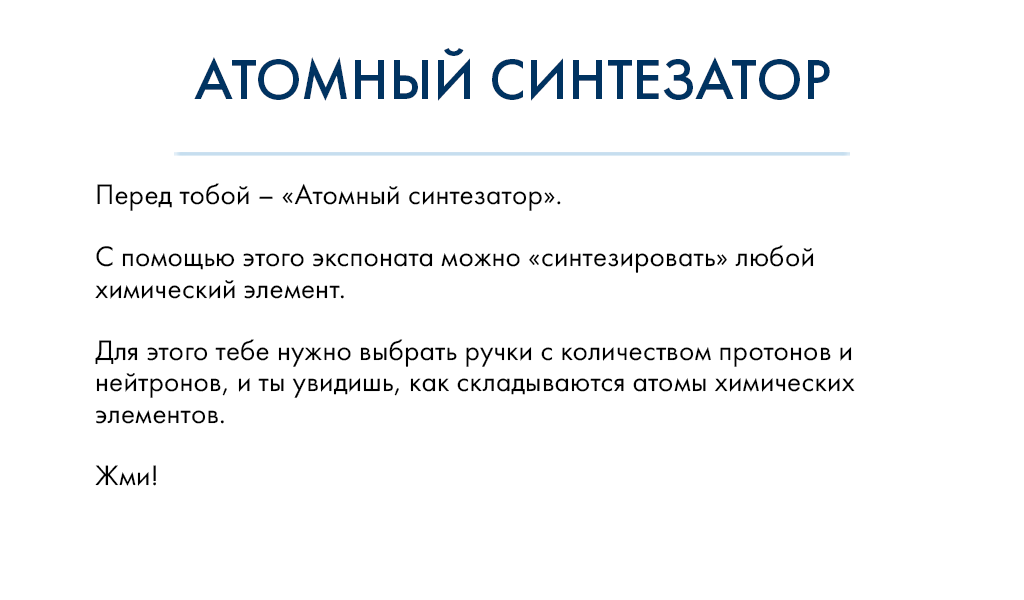 АТОМНЫЙ СИНТЕЗАТОР
Перед тобой – «Атомный синтезатор».
С помощью этого экспоната можно «синтезировать» любой
химический элемент.
Для этого тебе нужно выбрать ручки с количеством протонов и
нейтронов, и ты увидишь, как складываются атомы химических
элементов.
Жми!